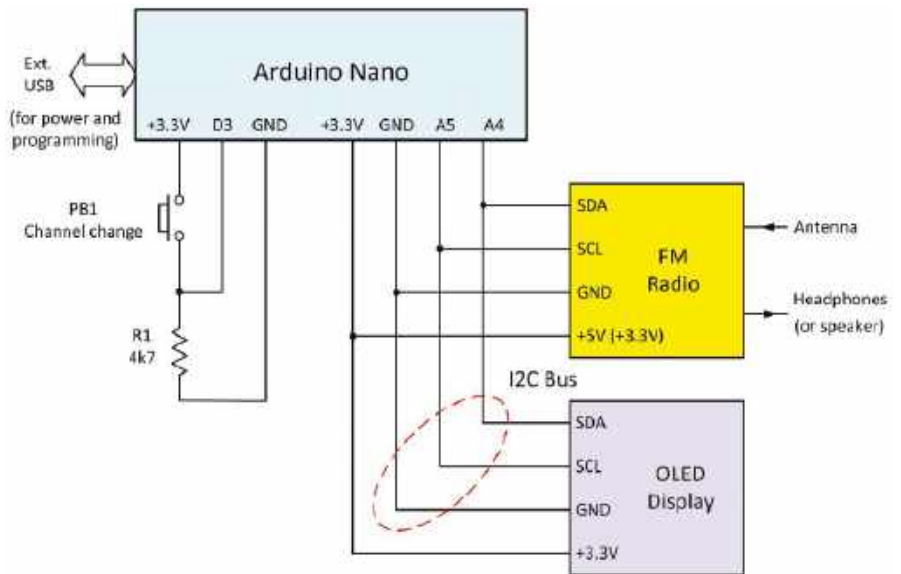 Arduino Nano
Ext.
USB
(for power and
programming)
+3.3V D3 GND +3.3V GND A5 A4
PB1
Channel change
R1
4k7
SDA
SCL
GND
+5V (+3.3V)
FM
Radio
Antenna
Headphones
(or speaker)
I2C Bus
SDA
SCL
GND
+3.3V
OLED
Display